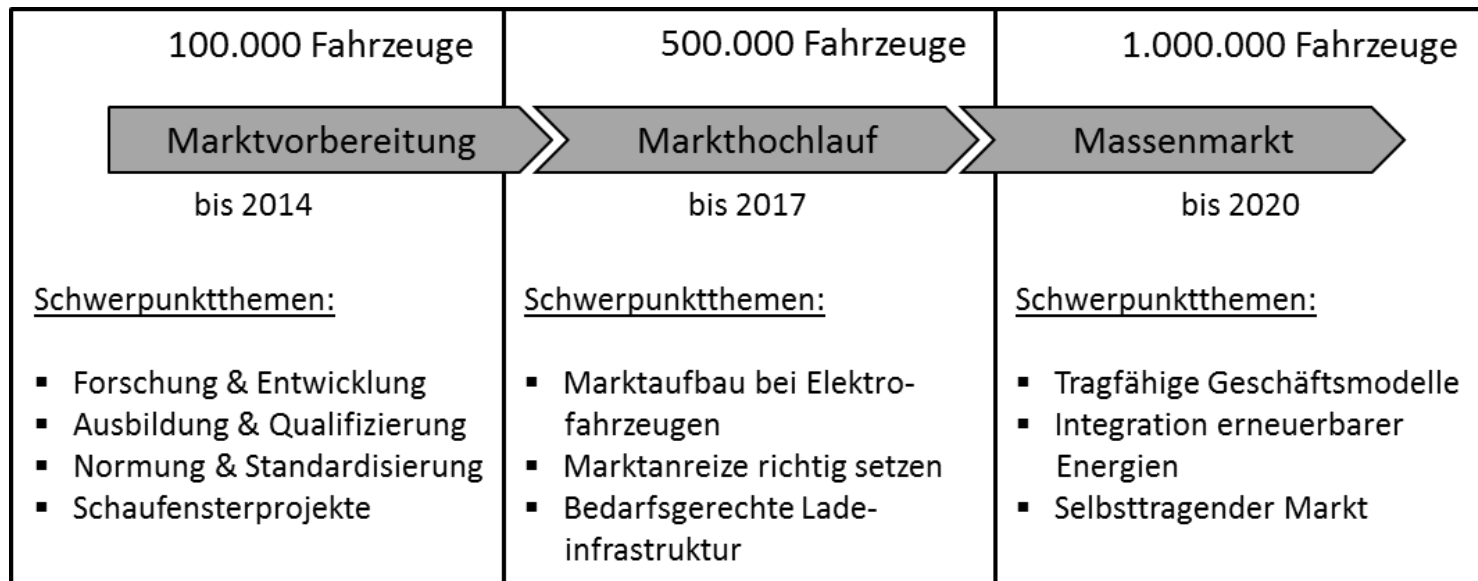 100.000 Fahrzeuge
Marktvorbereitung
bis 2014
Schwerpunktthemen:
▪ Forschung & Entwicklung
▪ Ausbildung & Qualifizierung
▪ Normung & Standardisierung
▪ Schaufensterprojekte
500.000 Fahrzeuge
Markthochlauf
bis 2017
Schwerpunktthemen:
▪ Marktaufbau bei Elektro-
fahrzeugen
▪ Marktanreize richtig setzen
▪ Bedarfsgerechte Lade-
infrastruktur
1.000.000 Fahrzeuge
Massenmarkt
bis 2020
Schwerpunktthemen:
▪ Tragfähige Geschäftsmodelle
▪ Integration erneuerbarer
Energien
▪ Selbsttragender Markt